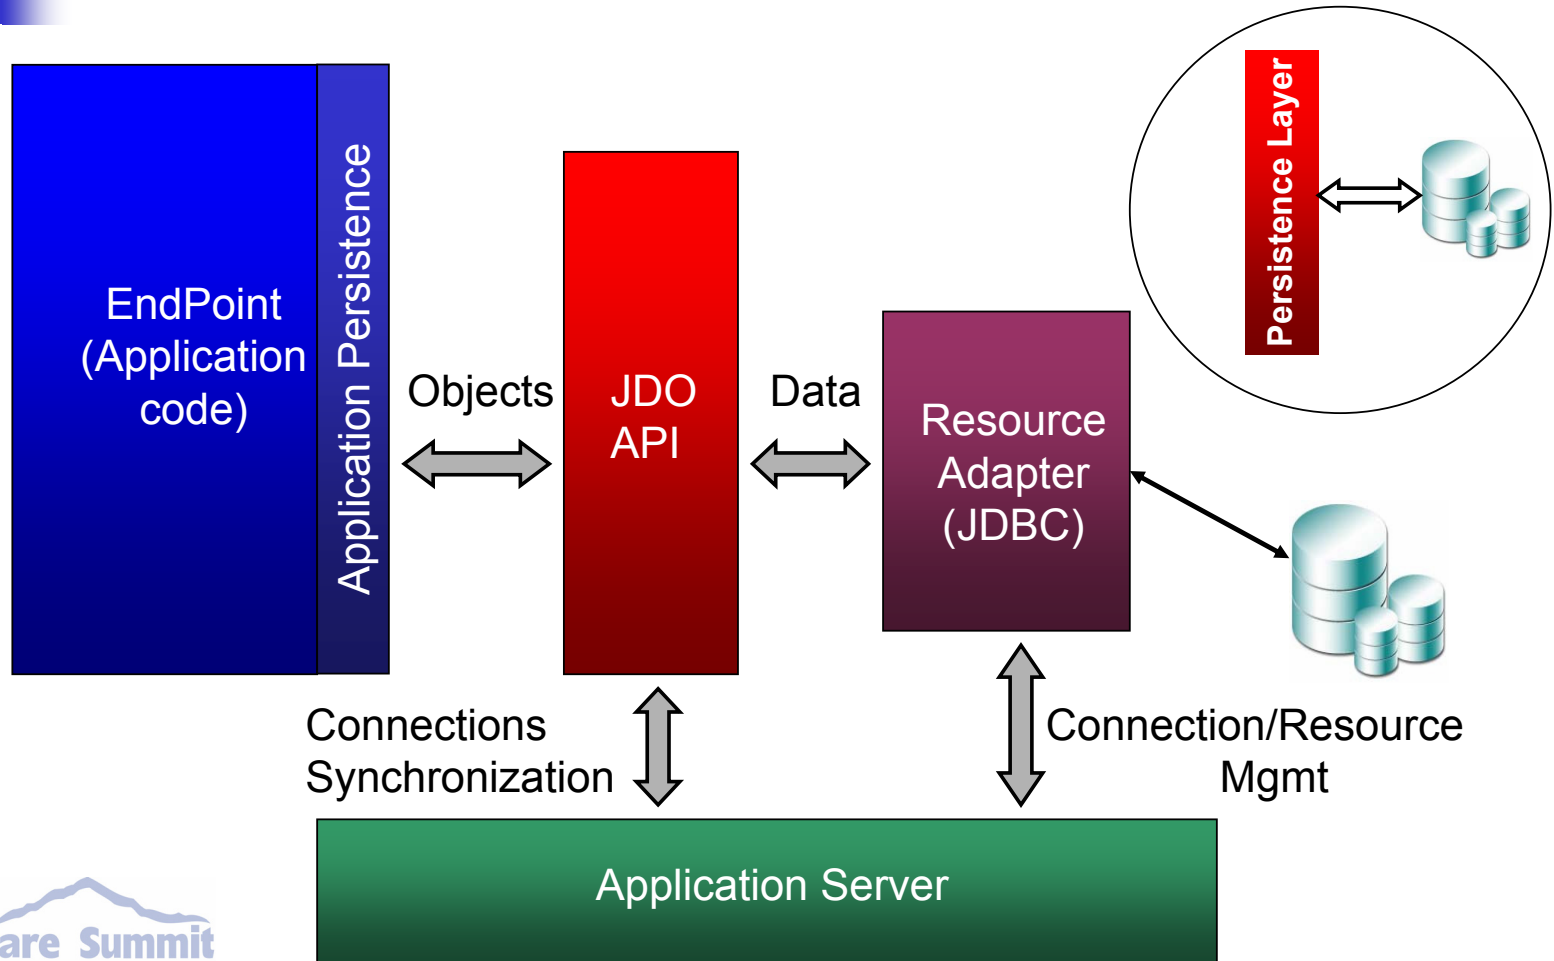 Persistence Layer
EndPoint
(Application
code)
Application Persistence
Objects
JDO
API
Data
Resource
Adapter
(JDBC)
Connections
Synchronization
Connection/Resource
Mgmt
Application Server
are Summit